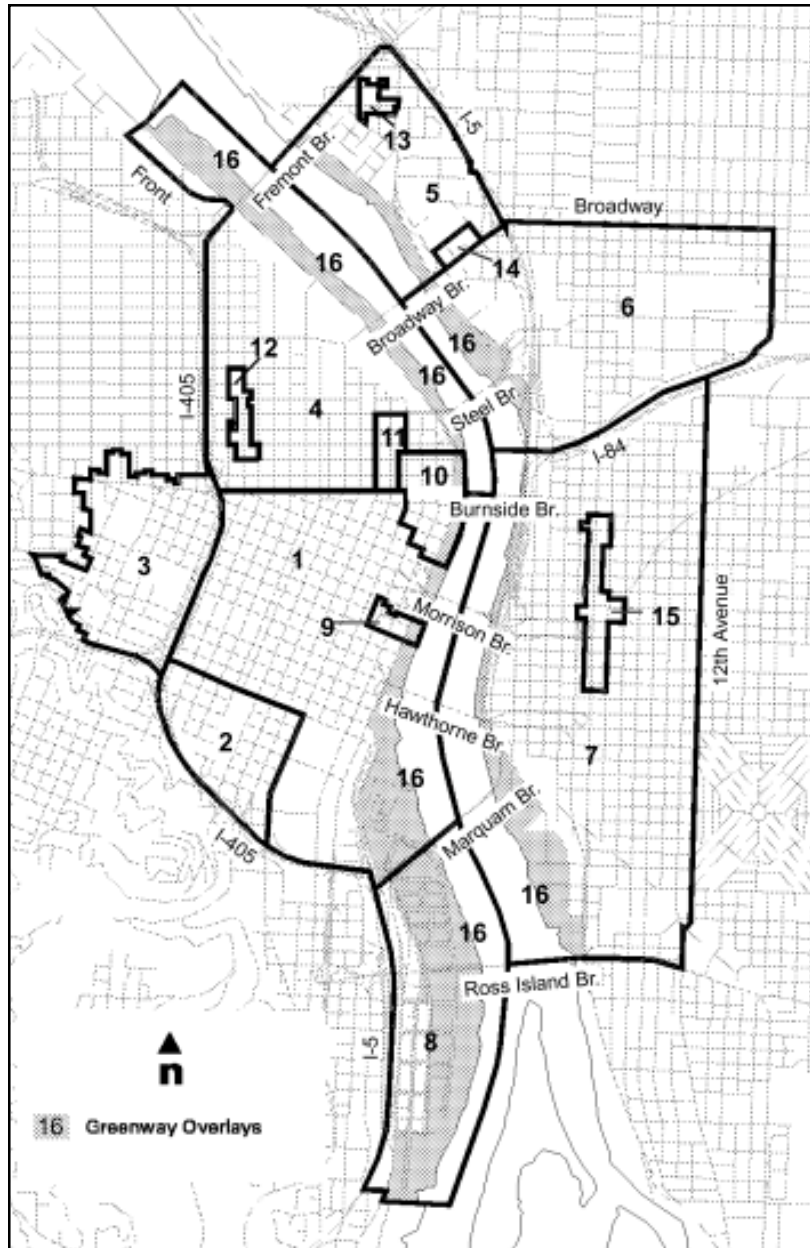 13
I-5
16
Fremont Br.
Front
5
Broadway
16
14
Broadway Br.
6
16
12
16
I-405
4
Steel Br.
11
I-84
10
Burnside Br.
1
3
12th Avenue
9
Morrison Br.
15
2
Hawthorne Br.
7
16
Marquam Br.
I-405
16
16
Ross Island Br.
I-5
8
n
16 Greenway Overlays